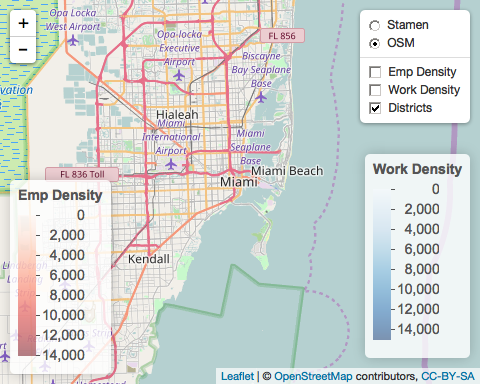 +
−
Opa Locka
West Airport
Opa-locka
Executive
Airport
FL 856
Biscayne
Bay Seaplane
Base
Stamen
OSM
Emp Density
Work Density
Districts
Hialeah
Miami
International
Airport
Miami
Seaplane
Base
FL 836 Toll
Miami Beach
Miami
Kendall
Emp Density
0
2,000
4,000
6,000
8,000
10,000
12,000
14,000
Work Density
0
2,000
4,000
6,000
8,000
10,000
12,000
14,000
Homestead
Leaflet | © OpenStreetMap contributors, CC-BY-SA